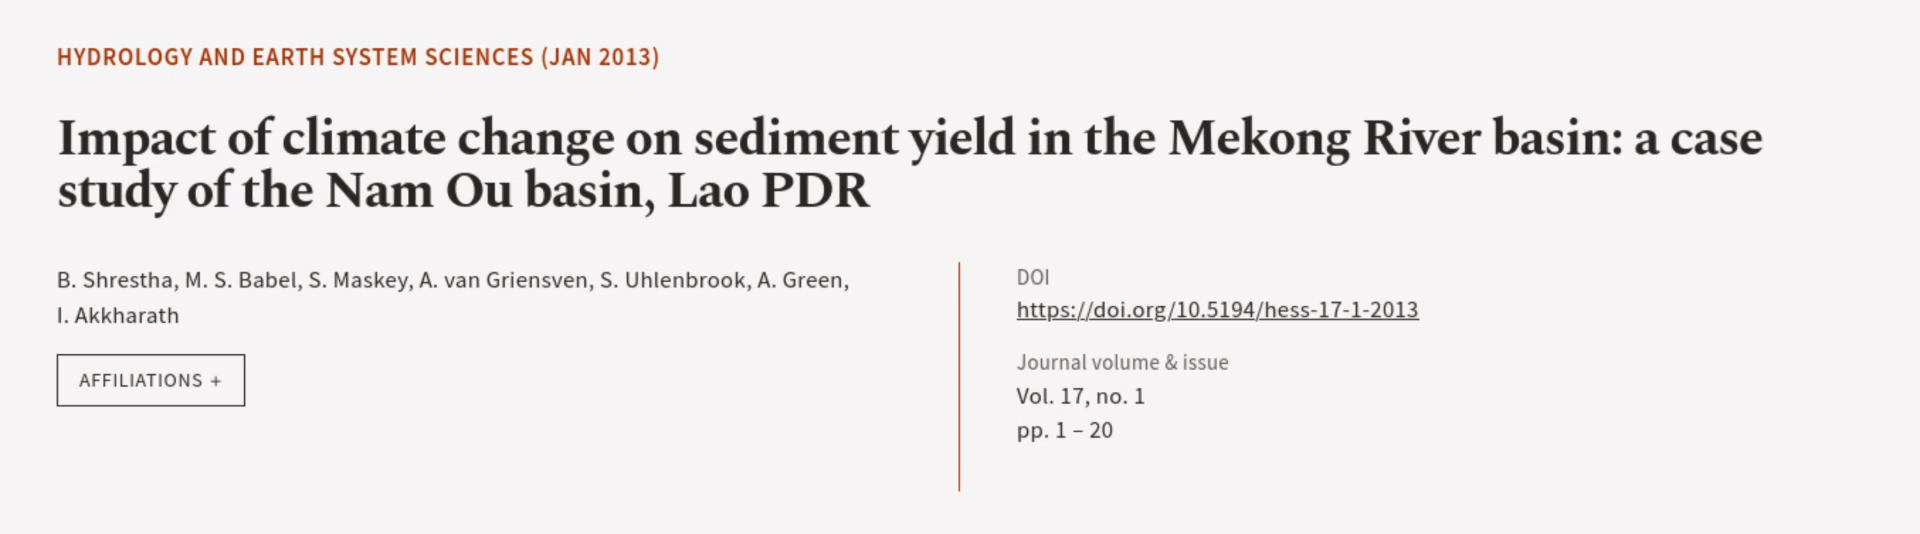 HYDROLOGY AND EARTH SYSTEM SCIENCES (JAN 2013)
Impact of climate change on sediment yield in the Mekong River basin: a case
study of the Nam Ou basin, Lao PDR
B. Shrestha, M. S. Babel, S. Maskey, A. van Griensven, S. Uhlenbrook, A. Green,
I. Akkharath
AFFILIATIONS +
DOI
https://doi.org/10.5194/hess-17-1-2013
Journal volume & issue
Vol. 17, no. 1
pp. 1 – 20